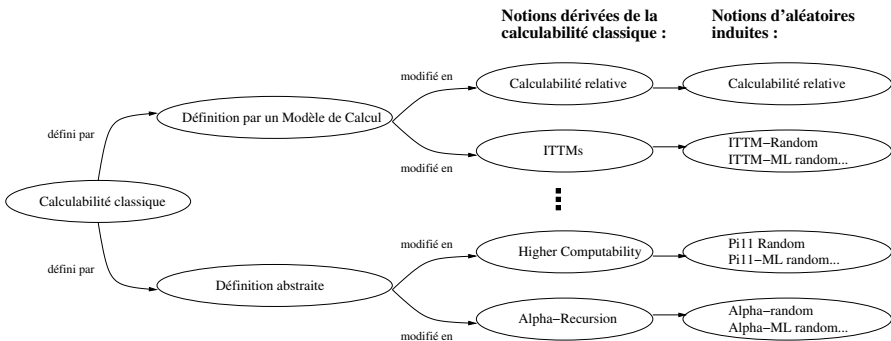 Notions dérivées de la
calculabilité classique :
Notions d'aléatoires
induites :
modifié en
Calculabilité relative
Calculabilité relative
Définition par un Modèle de Calcul
défini par
modifié en
ITTMs
ITTM−Random
ITTM−ML random...
Calculabilité classique
défini par
modifié en
Higher Computability
Pi11 Random
Pi11−ML random...
Définition abstraite
modifié en
Alpha−Recursion
Alpha−random
Alpha−ML random...